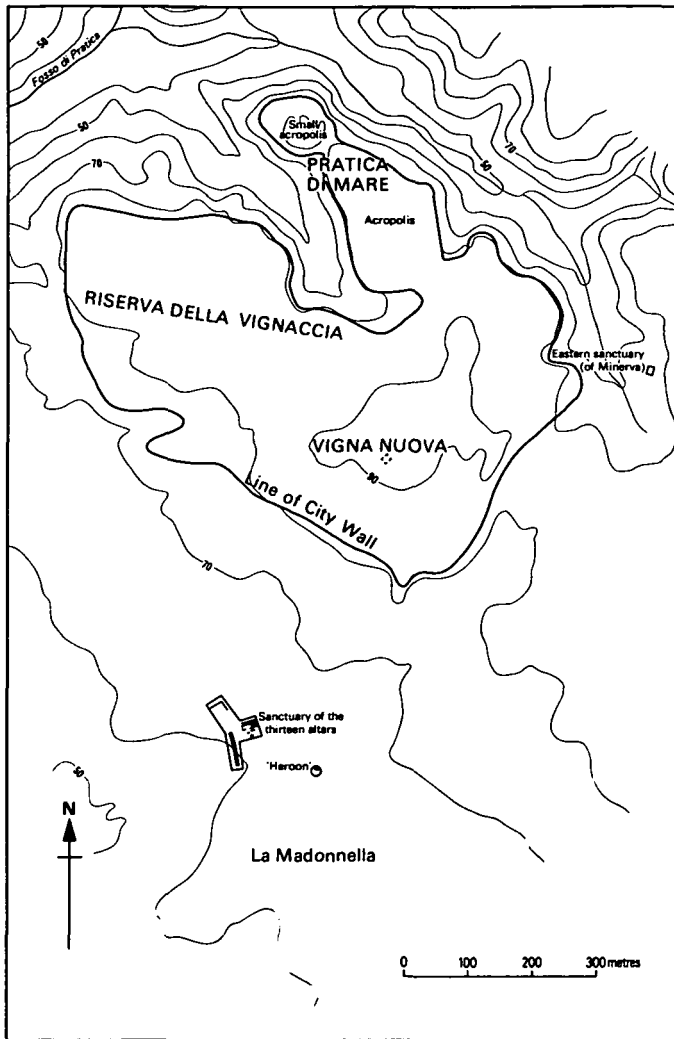 50
Fosso di Pratica
50
70
Small
acropolis
PRATICA
DI MARE
50
70
Acropolis
RISERVA DELLA VIGNACCIA
Eastern sanctuary
(of Minerva)
VIGNA NUOVA
90
Line of City Wall
70
Sanctuary of the
thirteen altars
'Heroon'
50
N
La Madonnella
0 100 200 300 metres